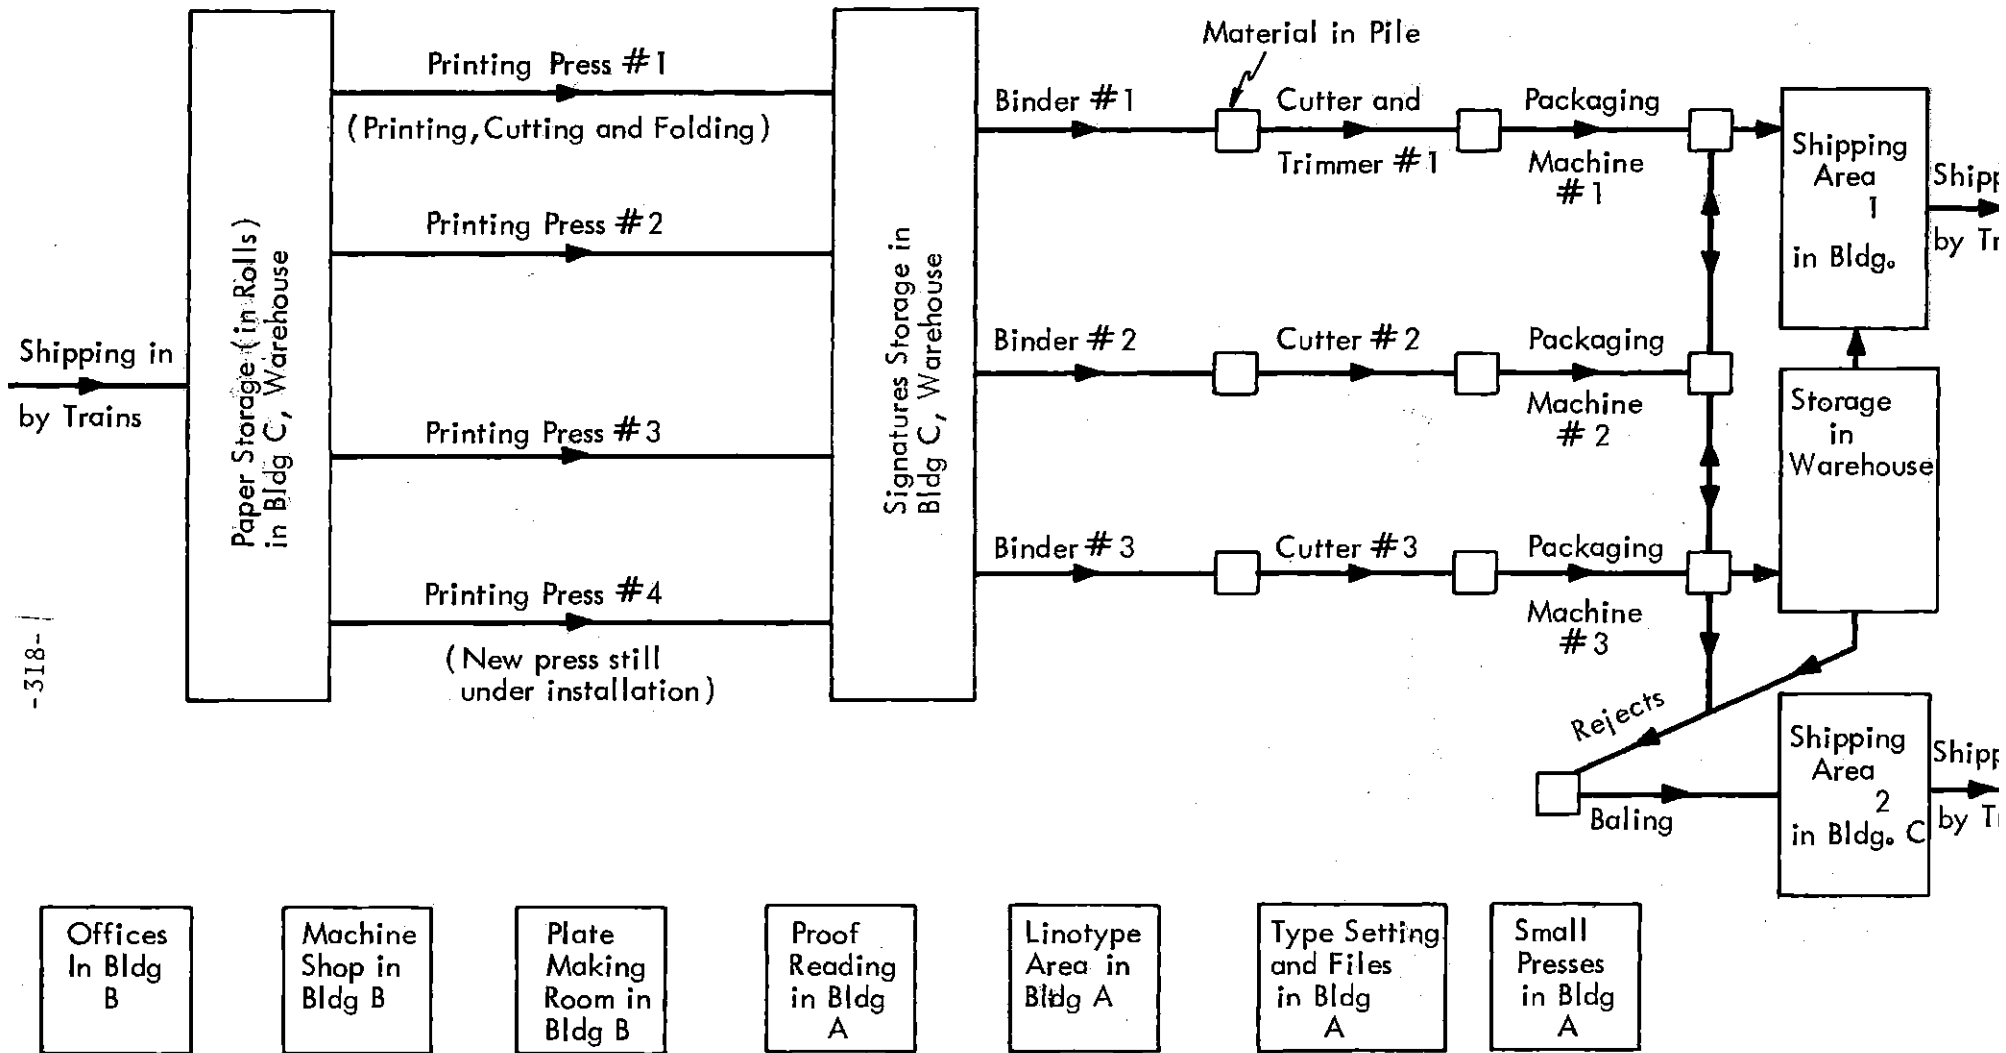 Material in Pile
Printing Press #1
(Printing, Cutting and Folding)
Printing Press #2
Printing Press #3
Printing Press #4
(New press still
under installation)
Shipping in
by Trains
Paper Storage (in Rolls)
in Bldg C, Warehouse
Signatures Storage in
Bldg C, Warehouse
Binder #1
Cutter and
Trimmer #1
Packaging
Machine
#1
Binder #2
Cutter #2
Packaging
Machine
#2
Binder #3
Cutter #3
Packaging
Machine
#3
Shipping
Area
1
in Bldg.
by
Storage
in
Warehouse
Rejects
Baling
Shipping
Area
2
in Bldg. C
by
-318-
Offices
In Bldg
B
Machine
Shop in
Bldg B
Plate
Making
Room in
Bldg B
Proof
Reading
in Bldg
A
Linotype
Area in
Bldg A
Type Setting
and Files
in Bldg
A
Small
Presses
in Bldg
A